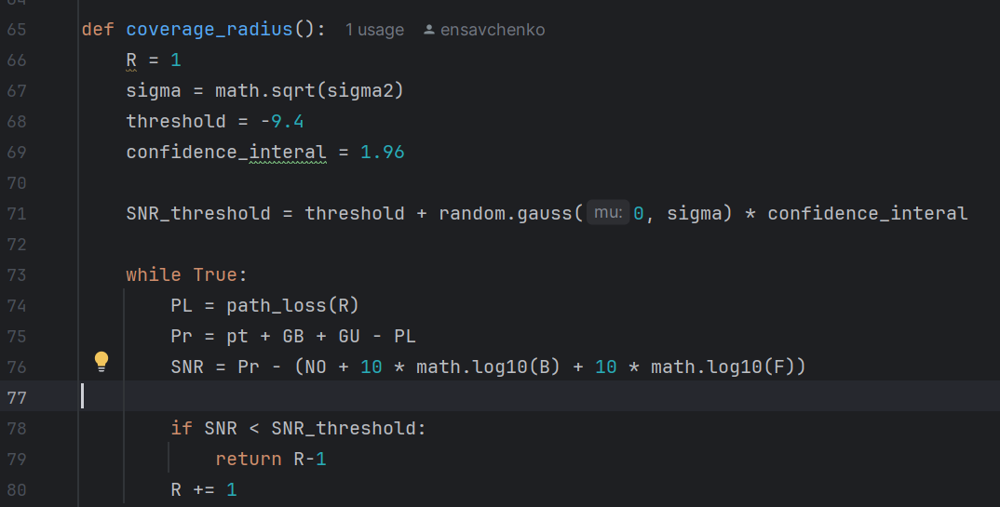 65 def coverage_radius(): 1 usage ensavchenko
66 R = 1
67 sigma = math.sqrt(sigma2)
68 threshold = -9.4
69 confidence_interal = 1.96
70
71 SNR_threshold = threshold + random.gauss( mu: 0, sigma) * confidence_interal
72
73 while True:
74 PL = path_loss(R)
75 Pr = pt + GB + GU - PL
76 SNR = Pr - (NO + 10 * math.log10(B) + 10 * math.log10(F))
77
78 if SNR < SNR_threshold:
79 return R-1
80 R += 1